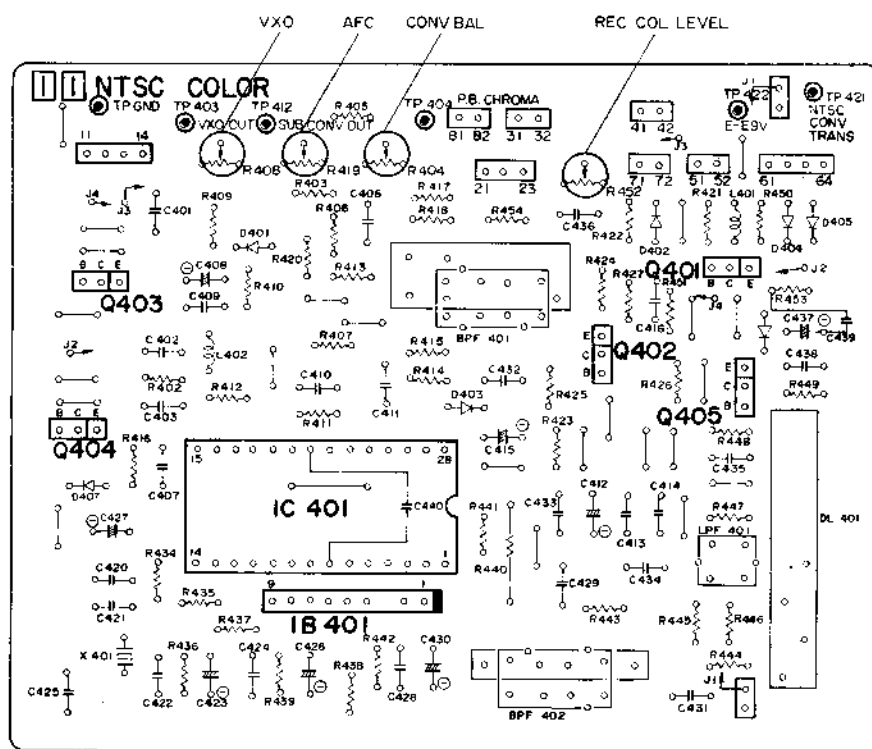 VXO AFC CONV BAL REC COL LEVEL
11 NTSC COLOR
TP GND TP 403 TP 412 R 405 TP 404 P.B. CHROMA J1 TP 422 TP 421
VXO OUT SUB CONV OUT 81 82 31 32 41 42 E-E9V NTSC CONV TRANS
11 14 R 408 R 419 R 404 21 23 R 452 71 72 J3 51 52 61 64
J4 J3 C401 R409 R403 R406 C406 R417 R418 R454 C436 R422 D402 R421 L401 R450 D404 D405
D401 R420 R413 R410 C408 C409
B C E Q403
BPF 401
R424 R427 R451 C416 Q401 B C E J2 R453 J4 C437 C439
J2 C402 R402 C403 L402 R407 R415 R414 C432 E C B Q402 C438
R412 C410 R411 C411 D403 R425 R426 E C B Q405 R449
B C E Q404 R416 C407 D407 C427
15 28 IC 401 C440 14 1
C415 R423 C412 C414 R448 C435
R441 C433 C413 R447 DL 401
R440 C429 C434 LPF 401
C420 R434 C421 R435
9 1 IB 401
R443 R445 R446
R437 R436 C424 C426 R442 C430
X 401 C425 C422 C423 R439 R438 C428
BPF 402 R444 J1 C431